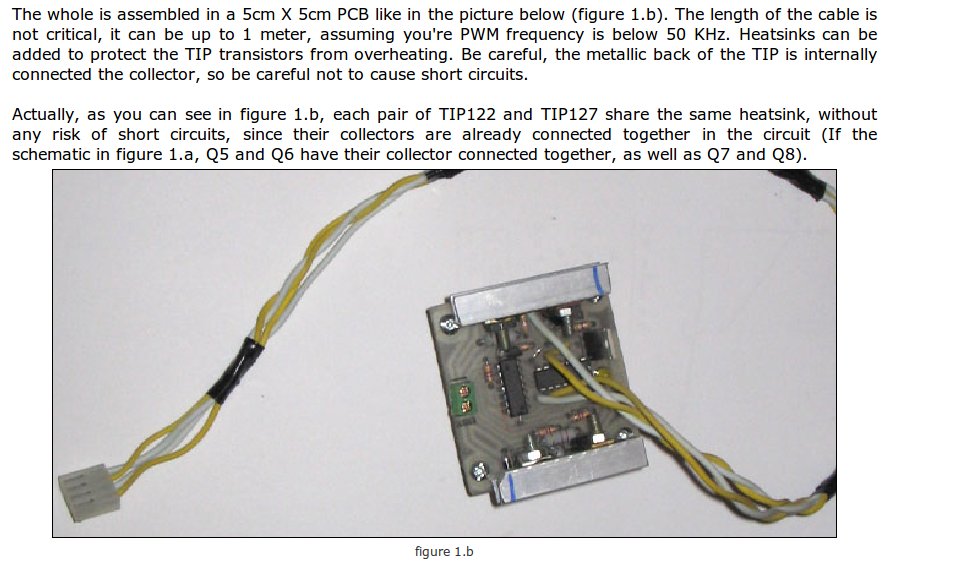 The whole is assembled in a 5cm X 5cm PCB like in the picture below (figure 1.b). The length of the cable is
not critical, it can be up to 1 meter, assuming you're PWM frequency is below 50 KHz. Heatsinks can be
added to protect the TIP transistors from overheating. Be careful, the metallic back of the TIP is internally
connected the collector, so be careful not to cause short circuits.
Actually, as you can see in figure 1.b, each pair of TIP122 and TIP127 share the same heatsink, without
any risk of short circuits, since their collectors are already connected together in the circuit (If the
schematic in figure 1.a, Q5 and Q6 have their collector connected together, as well as Q7 and Q8).
figure 1.b